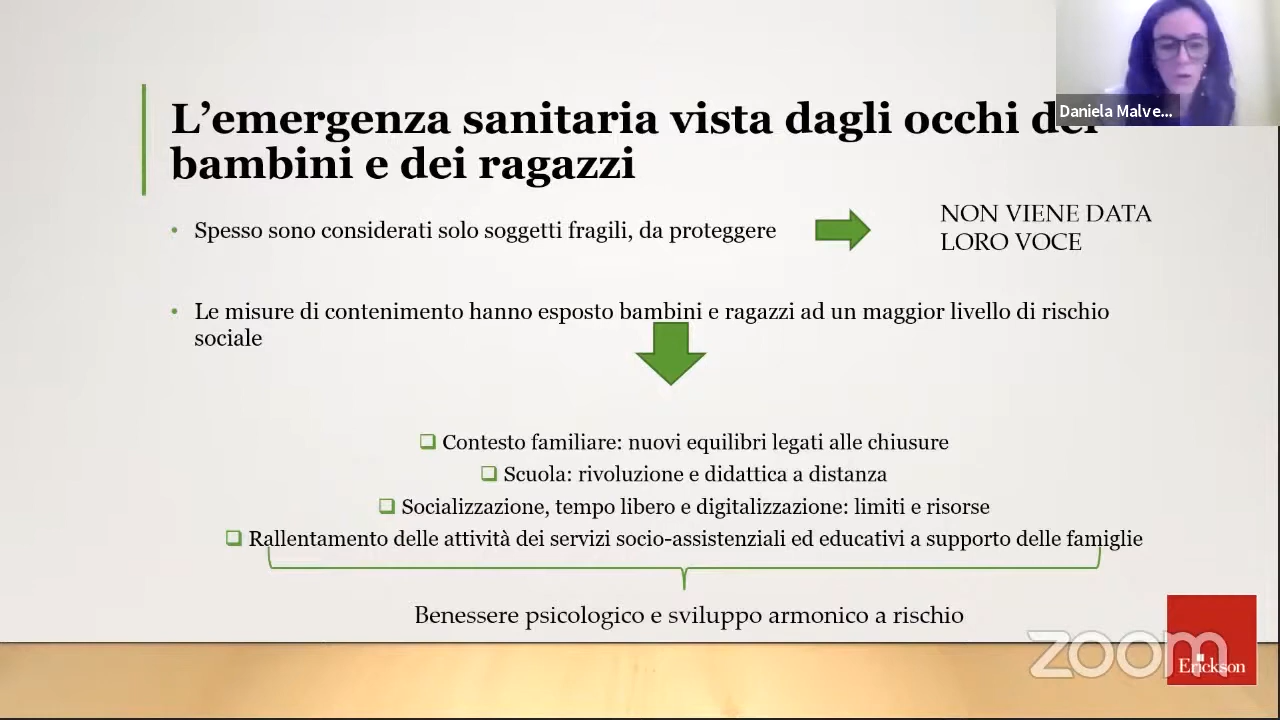 L’emergenza sanitaria vista dagli occhi dei
bambini e dei ragazzi
Daniela Malve...
• Spesso sono considerati solo soggetti fragili, da proteggere
NON VIENE DATA
LORO VOCE
• Le misure di contenimento hanno esposto bambini e ragazzi ad un maggior livello di rischio
sociale
❑ Contesto familiare: nuovi equilibri legati alle chiusure
❑ Scuola: rivoluzione e didattica a distanza
❑ Socializzazione, tempo libero e digitalizzazione: limiti e risorse
❑ Rallentamento delle attività dei servizi socio-assistenziali ed educativi a supporto delle famiglie
Benessere psicologico e sviluppo armonico a rischio
zoom
Erickson